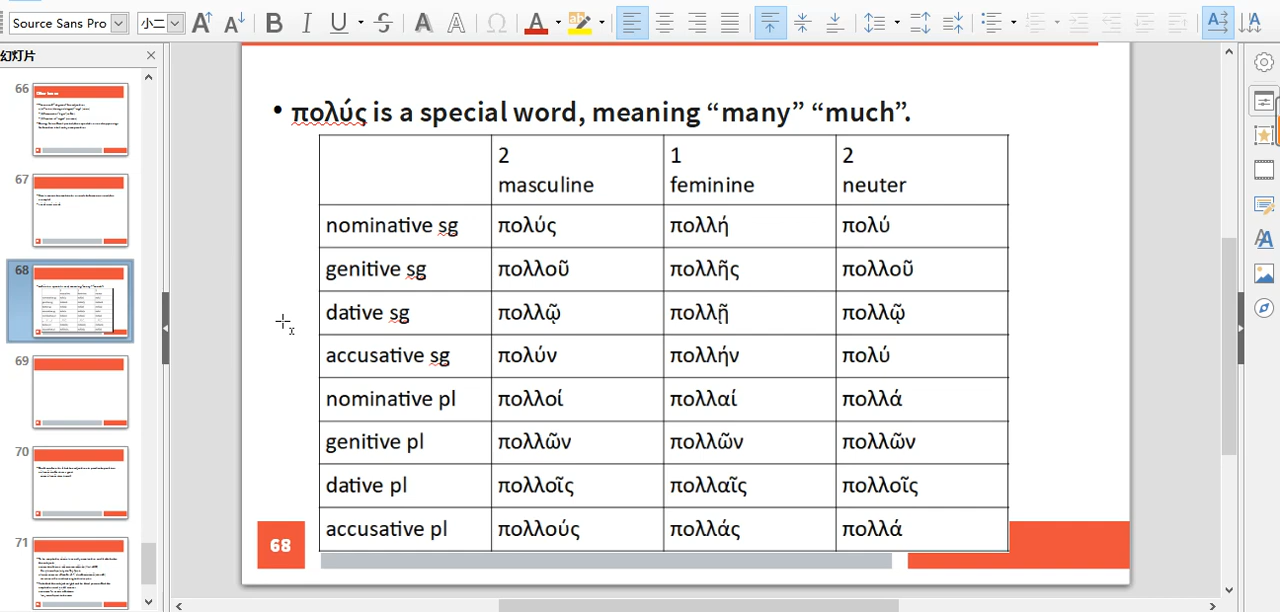 Source Sans Pro 小二
B I U S A A Ω A ab A
幻灯片
66
67
68
69
70
71
• πολύς is a special word, meaning “many” “much”.
2 masculine 1 feminine 2 neuter
nominative sg πολύς πολλή πολύ
genitive sg πολλοῦ πολλῆς πολλοῦ
dative sg πολλῷ πολλῇ πολλῷ
accusative sg πολύν πολλήν πολύ
nominative pl πολλοί πολλαί πολλά
genitive pl πολλῶν πολλῶν πολλῶν
dative pl πολλοῖς πολλαῖς πολλοῖς
accusative pl πολλούς πολλάς πολλά
68